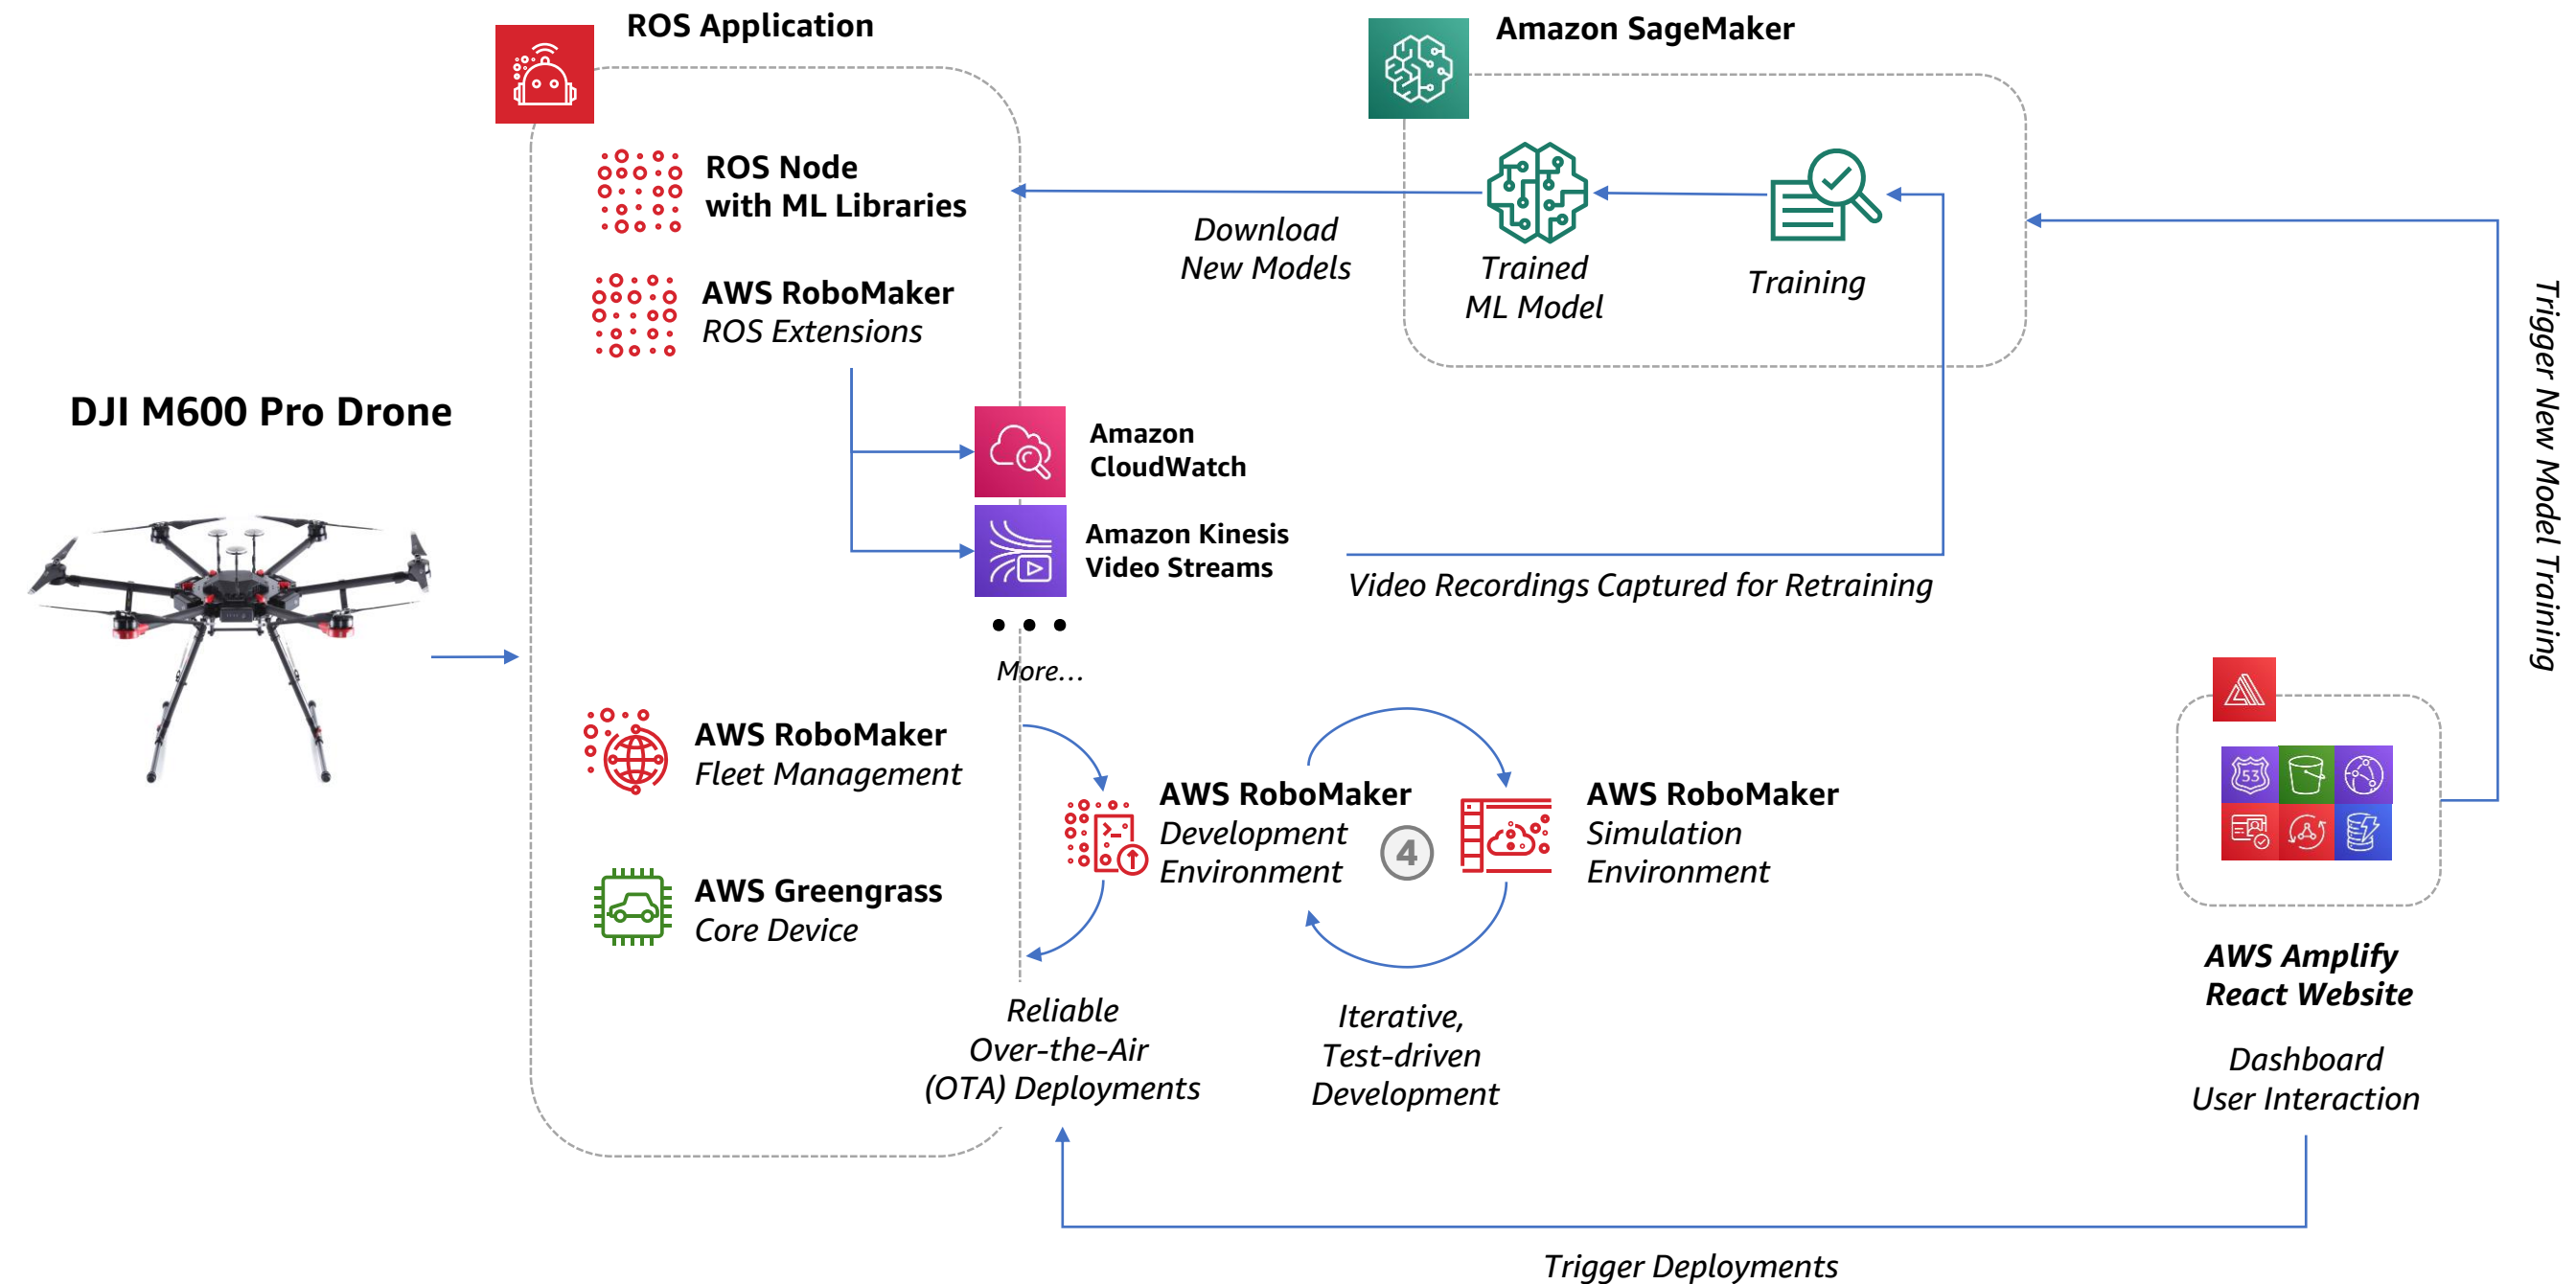 ROS Application
Amazon SageMaker
ROS Node
with ML Libraries
Download
New Models
Trained
ML Model
Training
AWS RoboMaker
ROS Extensions
Trigger New Model Training
DJI M600 Pro Drone
Amazon
CloudWatch
Amazon Kinesis
Video Streams
Video Recordings Captured for Retraining
More...
AWS RoboMaker
Fleet Management
AWS RoboMaker
Development
Environment
4
AWS RoboMaker
Simulation
Environment
53
AWS Greengrass
Core Device
AWS Amplify
React Website
Reliable
Over-the-Air
(OTA) Deployments
Iterative,
Test-driven
Development
Dashboard
User Interaction
Trigger Deployments